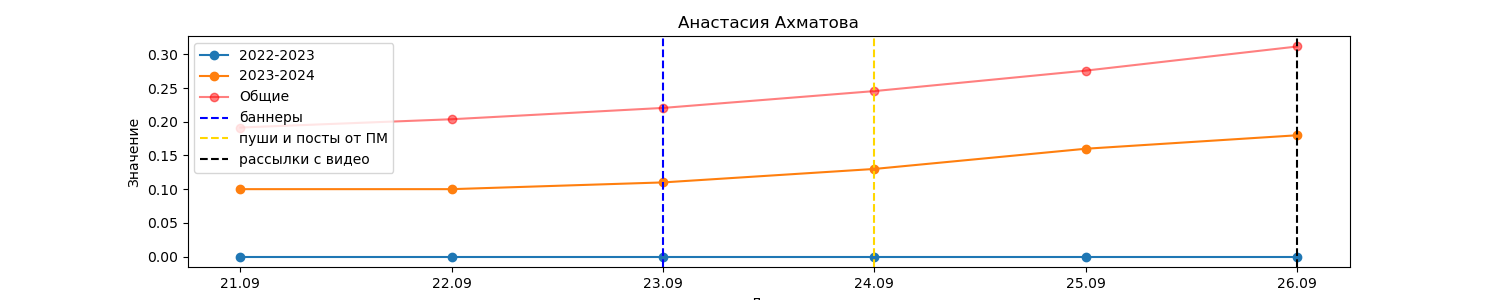 Анастасия Ахматова
Значение
0.30
0.25
0.20
0.15
0.10
0.05
0.00
2022-2023
2023-2024
Общие
баннеры
пуши и посты от ПМ
рассылки с видео
21.09
22.09
23.09
24.09
25.09
26.09